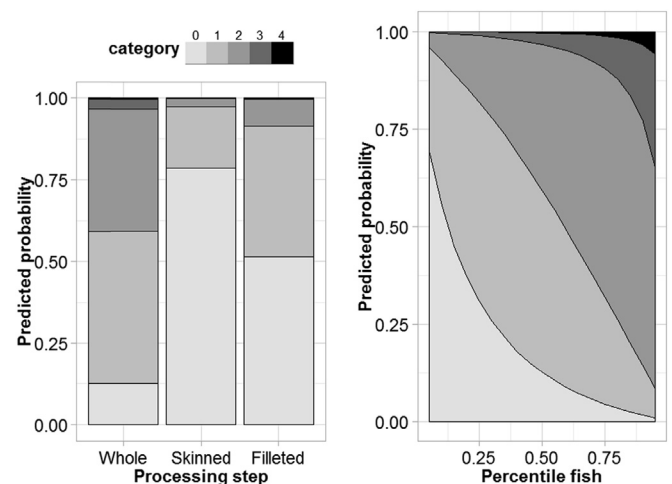 category 0 1 2 3 4
Predicted probability
1.00
0.75
0.50
0.25
0.00
Whole Skinned Filleted
Processing step
Predicted probability
1.00
0.75
0.50
0.25
0.00
0.25 0.50 0.75
Percentile fish